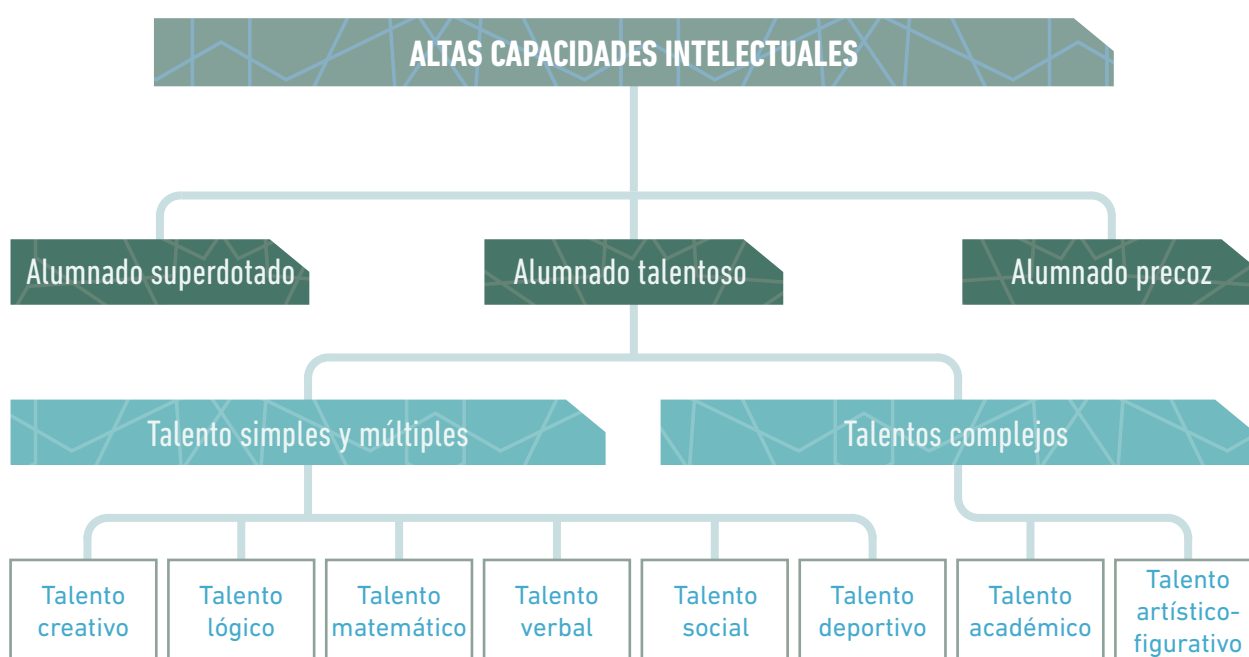 ALTAS CAPACIDADES INTELECTUALES
Alumnado superdotado
Alumnado talentoso
Alumnado precoz
Talento simples y múltiples
Talentos complejos
Talento
creativo
Talento
lógico
Talento
matemático
Talento
verbal
Talento
social
Talento
deportivo
Talento
académico
Talento
artístico-
figurativo